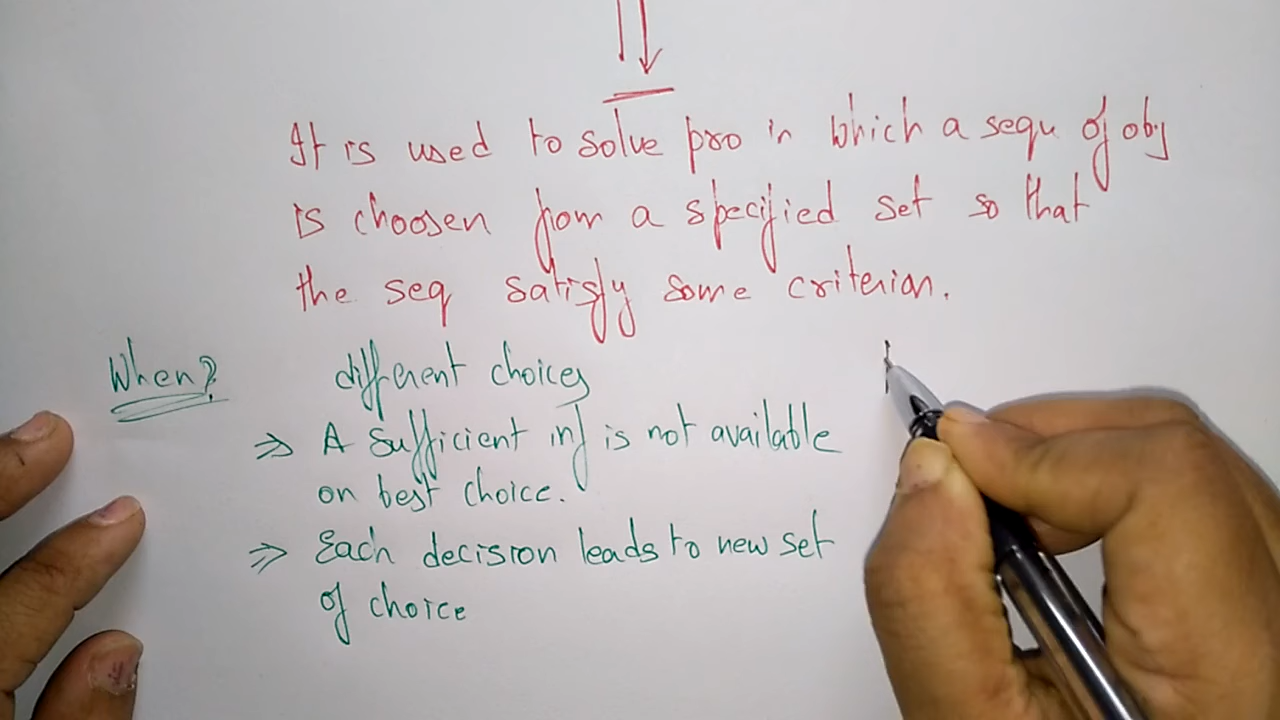 It is used to solve pro in which a sequ of obj
is choosen from a specified set so that
the seq satisfy some criterian.
When?
different choices
⇒ A sufficient inf is not available
on best choice.
⇒ Each decision leads to new set
of choice